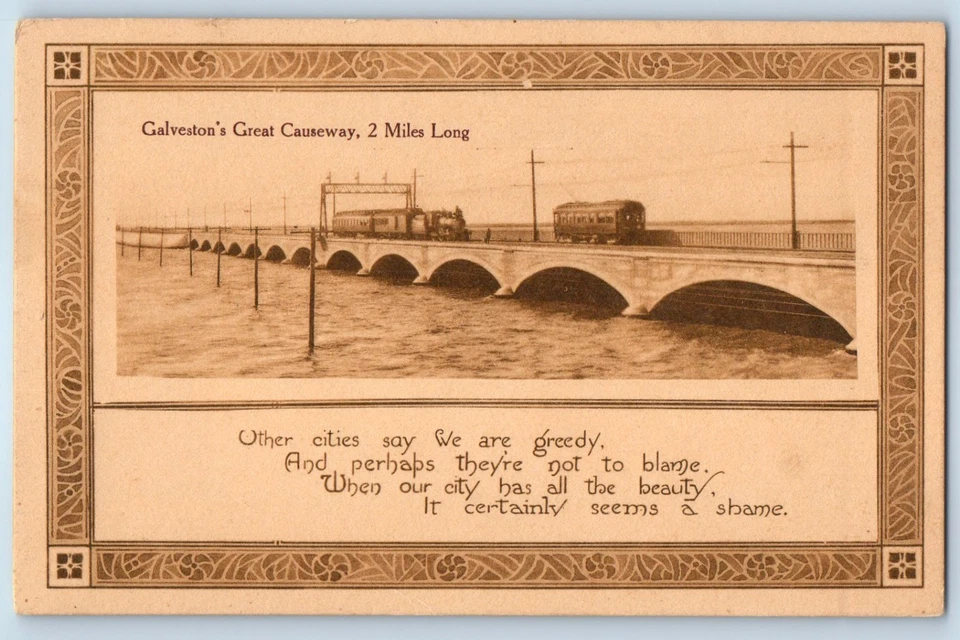 Galveston's Great Causeway, 2 Miles Long
Other cities say We are greedy,
And perhaps they're not to blame.
When our city has all the beauty,
It certainly seems a shame.